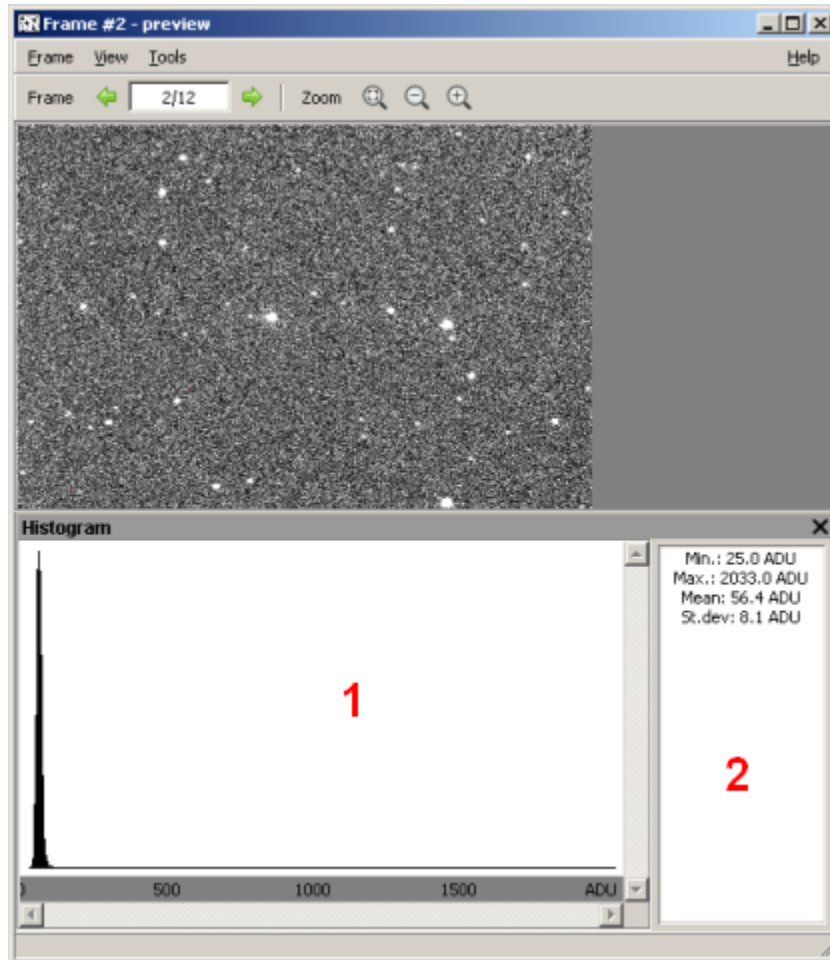 Frame #2 - preview
Frame View Tools Help
Frame 2/12 Zoom
Histogram
Min.: 25.0 ADU
Max.: 2033.0 ADU
Mean: 56.4 ADU
St.dev: 8.1 ADU
1
2
500 1000 1500 ADU